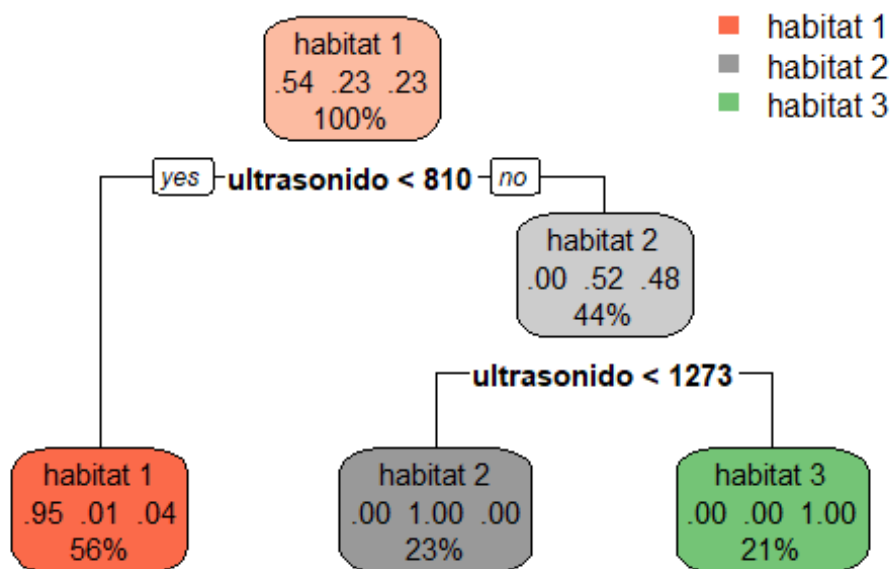 habitat 1
.54 .23 .23
100%
habitat 1
habitat 2
habitat 3
yes ultrasonido < 810 no
habitat 2
.00 .52 .48
44%
ultrasonido < 1273
habitat 1
.95 .01 .04
56%
habitat 2
.00 1.00 .00
23%
habitat 3
.00 .00 1.00
21%